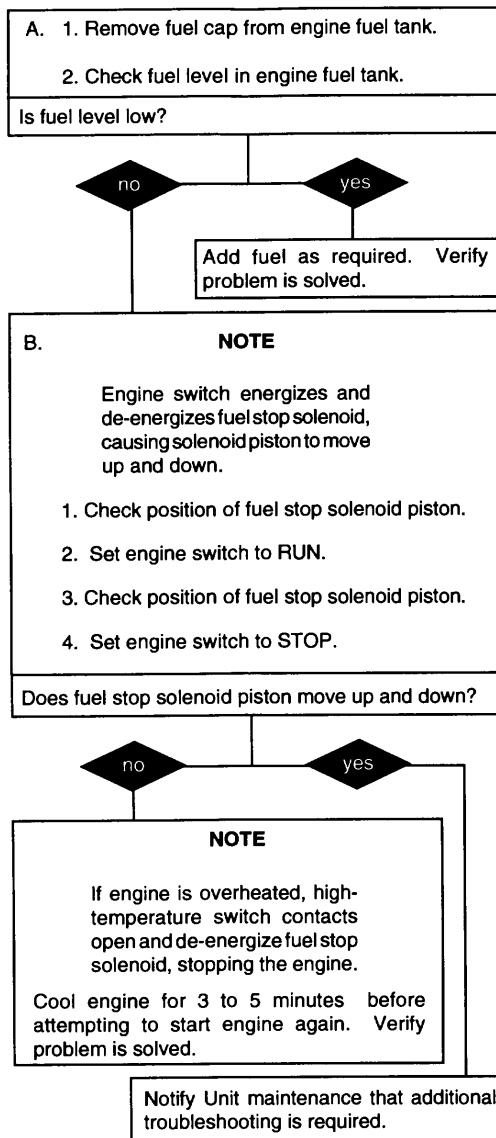 A. 1. Remove fuel cap from engine fuel tank.
2. Check fuel level in engine fuel tank.
Is fuel level low?
no yes
Add fuel as required. Verify
problem is solved.
B. NOTE
Engine switch energizes and
de-energizes fuel stop solenoid,
causing solenoid piston to move
up and down.
1. Check position of fuel stop solenoid piston.
2. Set engine switch to RUN.
3. Check position of fuel stop solenoid piston.
4. Set engine switch to STOP.
Does fuel stop solenoid piston move up and down?
no yes
NOTE
If engine is overheated, high-
temperature switch contacts
open and de-energize fuel stop
solenoid, stopping the engine.
Cool engine for 3 to 5 minutes before
attempting to start engine again. Verify
problem is solved.
Notify Unit maintenance that additional
troubleshooting is required.